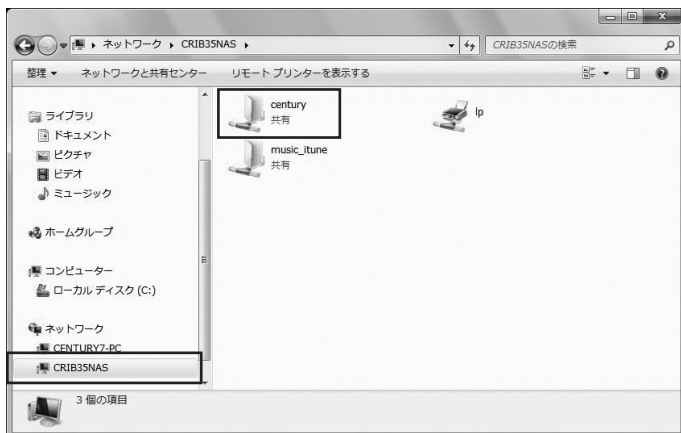 ネットワーク ▸ CRIB35NAS ▸
CRIB35NASの検索
整理 ▼ ネットワークと共有センター リモート プリンターを表示する
ライブラリ
ドキュメント
ピクチャ
ビデオ
ミュージック
ホームグループ
コンピューター
ローカル ディスク (C:)
ネットワーク
CENTURY7-PC
CRIB35NAS
century
共有
lp
music_itune
共有
3 個の項目